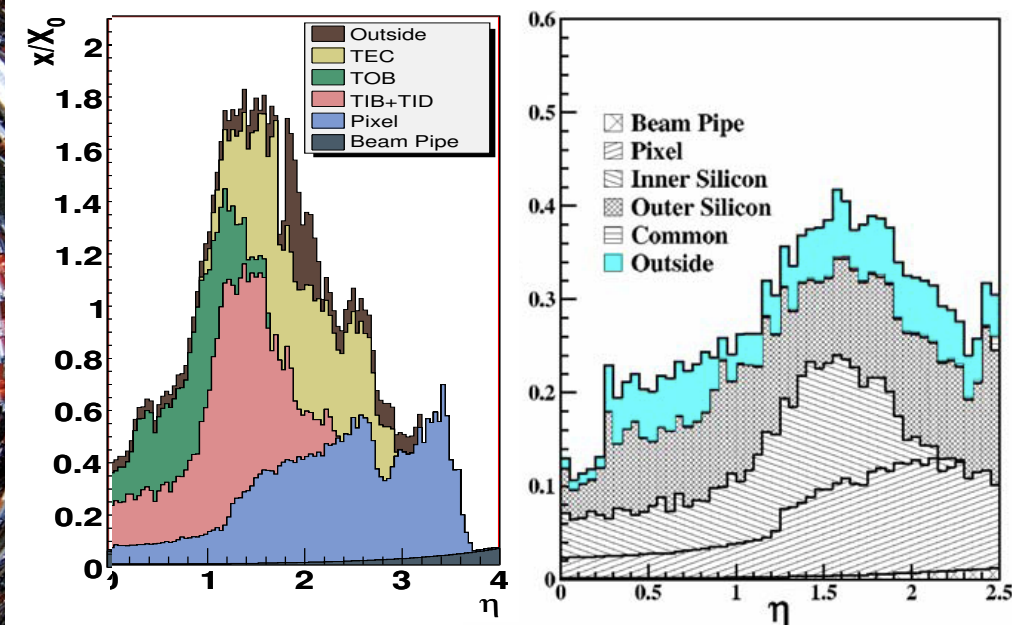 x/X0
2
1.8
1.6
1.4
1.2
1
0.8
0.6
0.4
0.2
0
Outside
TEC
TOB
TIB+TID
Pixel
Beam Pipe
1 2 3 4
η
0.6
0.5
0.4
0.3
0.2
0.1
0
Beam Pipe
Pixel
Inner Silicon
Outer Silicon
Common
Outside
0 0.5 1 1.5 2 2.5
η